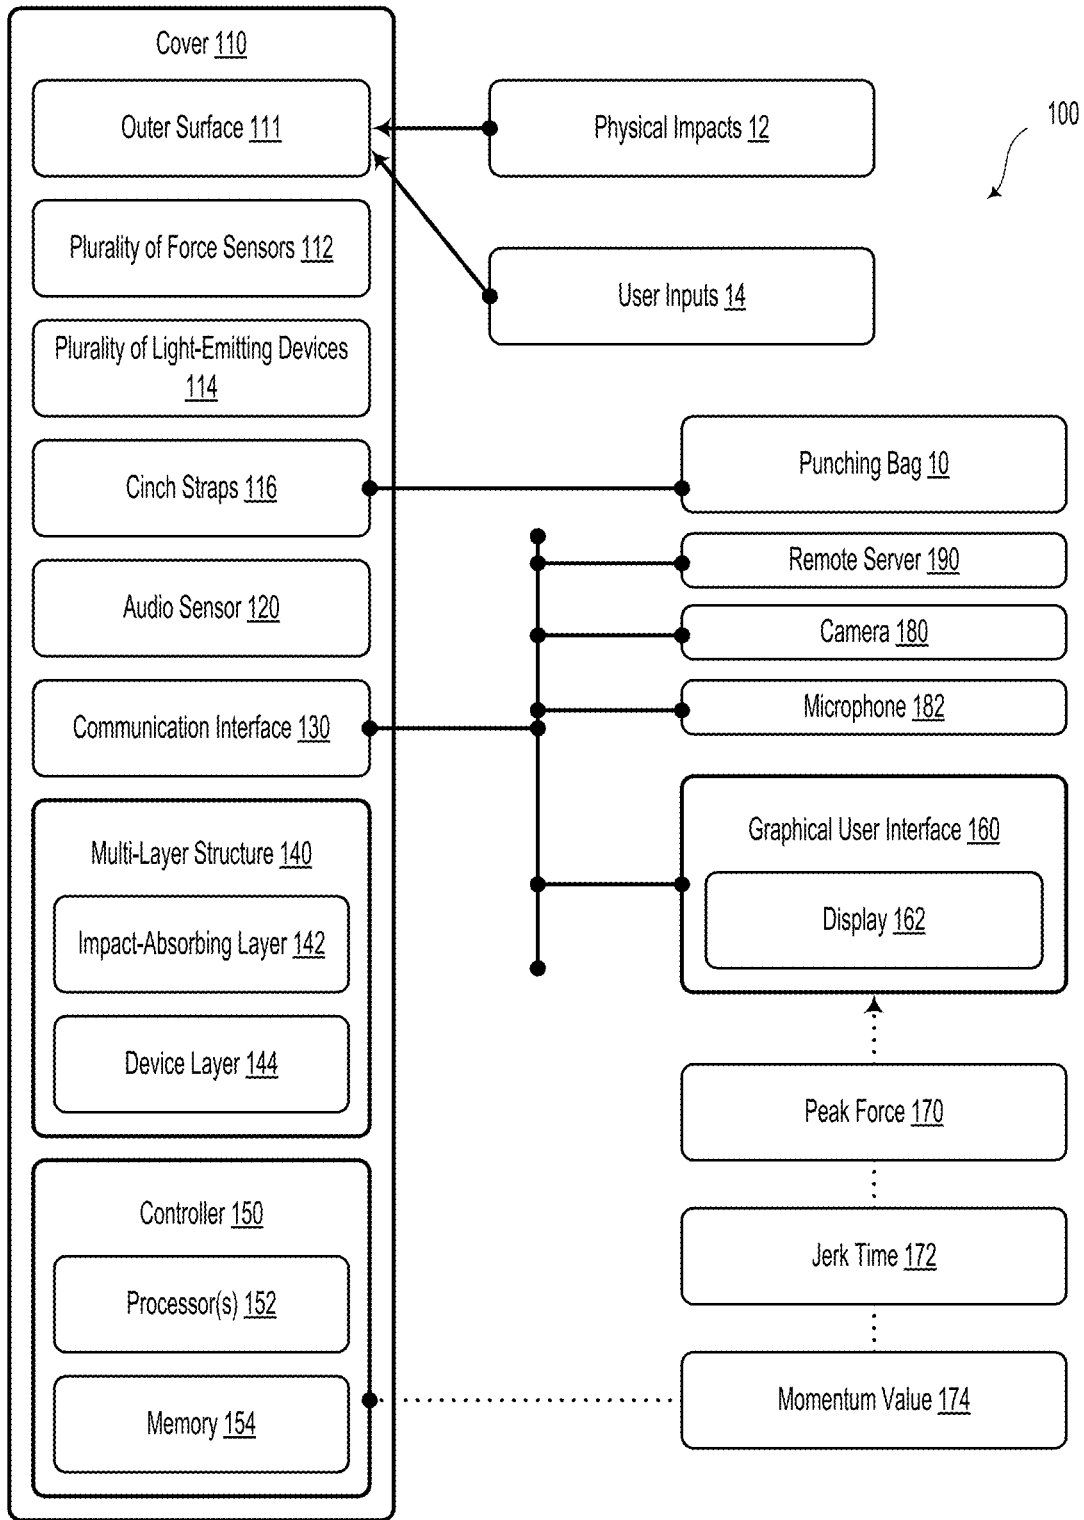 Cover 110
Outer Surface 111
Physical Impacts 12
100
Plurality of Force Sensors 112
User Inputs 14
Plurality of Light-Emitting Devices
114
Cinch Straps 116
Punching Bag 10
Remote Server 190
Audio Sensor 120
Camera 180
Communication Interface 130
Microphone 182
Multi-Layer Structure 140
Graphical User Interface 160
Impact-Absorbing Layer 142
Display 162
Device Layer 144
Peak Force 170
Controller 150
Jerk Time 172
Processor(s) 152
Memory 154
Momentum Value 174